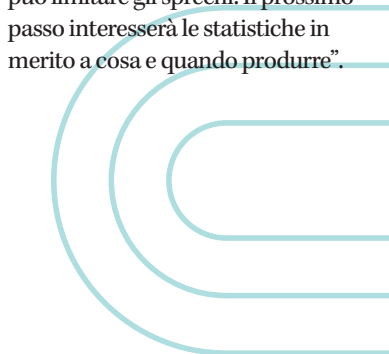 può limitare gli sprechi. Il prossimo
passo interesserà le statistiche in
merito a cosa e quando produrre”.